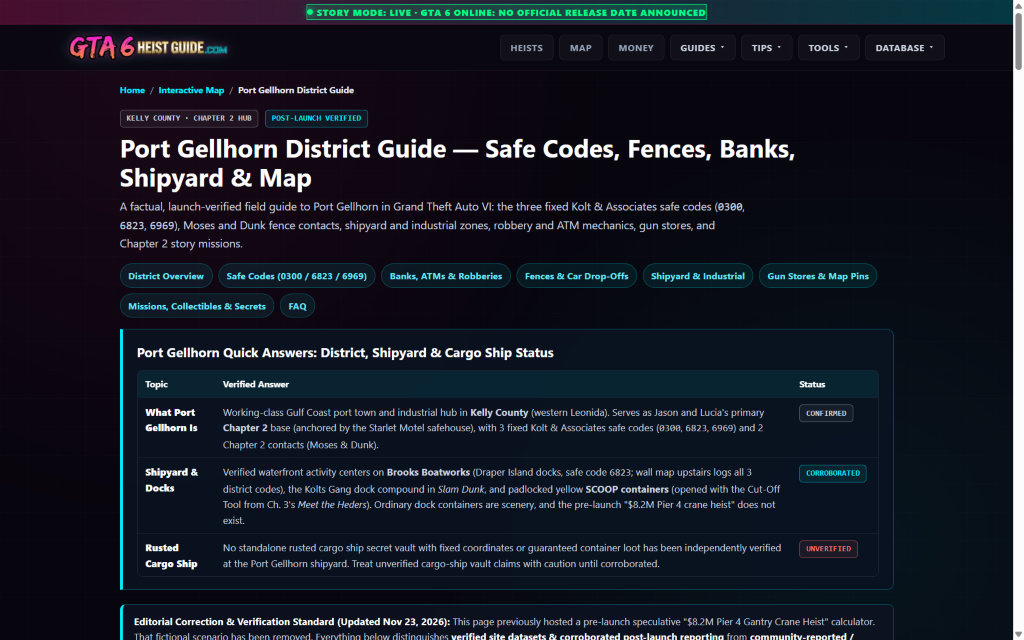 STORY MODE: LIVE · GTA 6 ONLINE: NO OFFICIAL RELEASE DATE ANNOUNCED
GTA 6 HEIST GUIDE.COM
HEISTS
MAP
MONEY
GUIDES
TIPS
TOOLS
DATABASE
Home / Interactive Map / Port Gellhorn District Guide
KELLY COUNTY • CHAPTER 2 HUB
POST-LAUNCH VERIFIED
Port Gellhorn District Guide — Safe Codes, Fences, Banks,
Shipyard & Map
A factual, launch-verified field guide to Port Gellhorn in Grand Theft Auto VI: the three fixed Kolt & Associates safe codes (0300,
6823, 6969), Moses and Dunk fence contacts, shipyard and industrial zones, robbery and ATM mechanics, gun stores, and
Chapter 2 story missions.
District Overview
Safe Codes (0300 / 6823 / 6969)
Banks, ATMs & Robberies
Fences & Car Drop-Offs
Shipyard & Industrial
Gun Stores & Map Pins
Missions, Collectibles & Secrets
FAQ
Port Gellhorn Quick Answers: District, Shipyard & Cargo Ship Status
Topic Verified Answer Status
What Port
Gellhorn Is
Working-class Gulf Coast port town and industrial hub in Kelly County (western Leonida). Serves as Jason and Lucia's primary
Chapter 2 base (anchored by the Starlet Motel safehouse), with 3 fixed Kolt & Associates safe codes (0300, 6823, 6969) and 2
Chapter 2 contacts (Moses & Dunk).
CONFIRMED
Shipyard &
Docks
Verified waterfront activity centers on Brooks Boatworks (Draper Island docks, safe code 6823; wall map upstairs logs all 3
district codes), the Kolts Gang dock compound in Slam Dunk, and padlocked yellow SCOOP containers (opened with the Cut-Off
Tool from Ch. 3's Meet the Heders). Ordinary dock containers are scenery, and the pre-launch "$8.2M Pier 4 crane heist" does not
exist.
CORROBORATED
Rusted
Cargo Ship
No standalone rusted cargo ship secret vault with fixed coordinates or guaranteed container loot has been independently verified
at the Port Gellhorn shipyard. Treat unverified cargo-ship vault claims with caution until corroborated.
UNVERIFIED
Editorial Correction & Verification Standard (Updated Nov 23, 2026): This page previously hosted a pre-launch speculative "$8.2M Pier 4 Gantry Crane Heist" calculator.
That fictional scenario has been removed. Everything below distinguishes verified site datasets & corroborated post-launch reporting from community-reported /